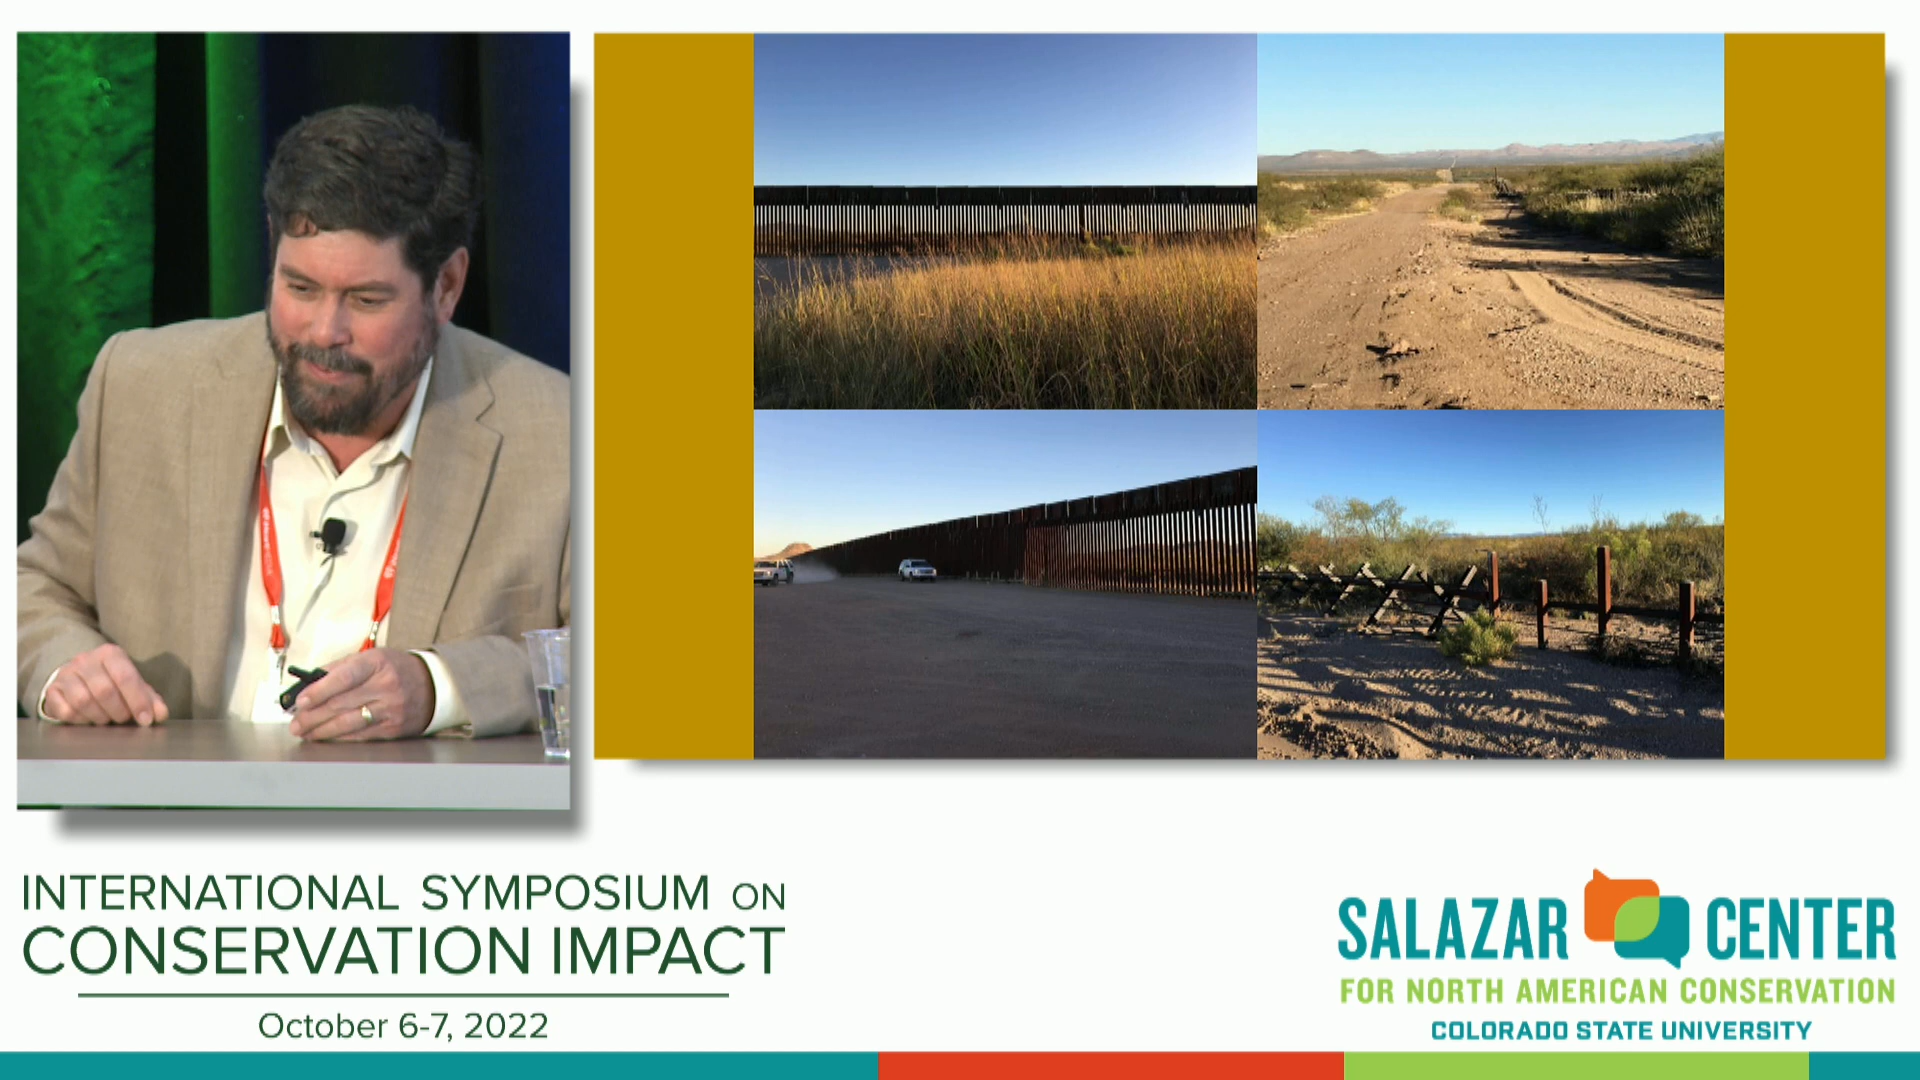 INTERNATIONAL SYMPOSIUM ON
CONSERVATION IMPACT
October 6-7, 2022
SALAZAR CENTER
FOR NORTH AMERICAN CONSERVATION
COLORADO STATE UNIVERSITY